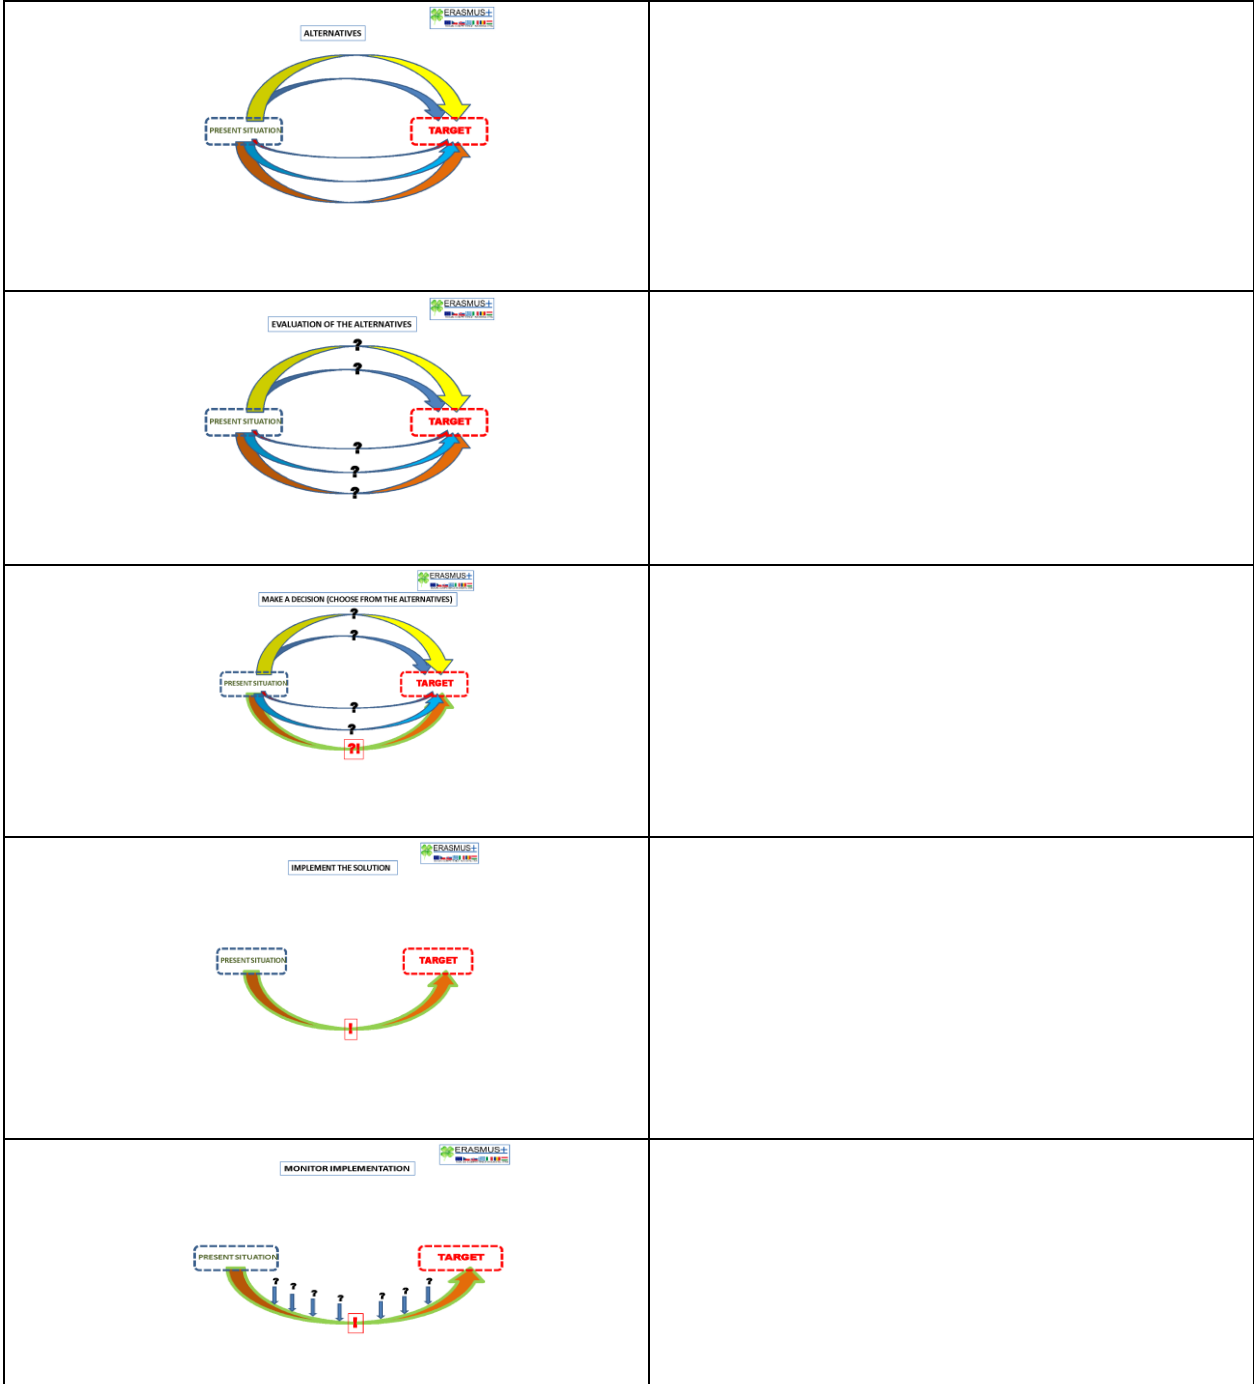 ERASMUS+
ALTERNATIVES
PRESENT SITUATION
TARGET
ERASMUS+
EVALUATION OF THE ALTERNATIVES
?
?
PRESENT SITUATION
TARGET
?
?
?
ERASMUS+
MAKE A DECISION (CHOOSE FROM THE ALTERNATIVES)
?
?
PRESENT SITUATION
TARGET
?
?
?!
ERASMUS+
IMPLEMENT THE SOLUTION
PRESENT SITUATION
TARGET
!
ERASMUS+
MONITOR IMPLEMENTATION
PRESENT SITUATION
TARGET
? ? ? ? ? ? ?
!